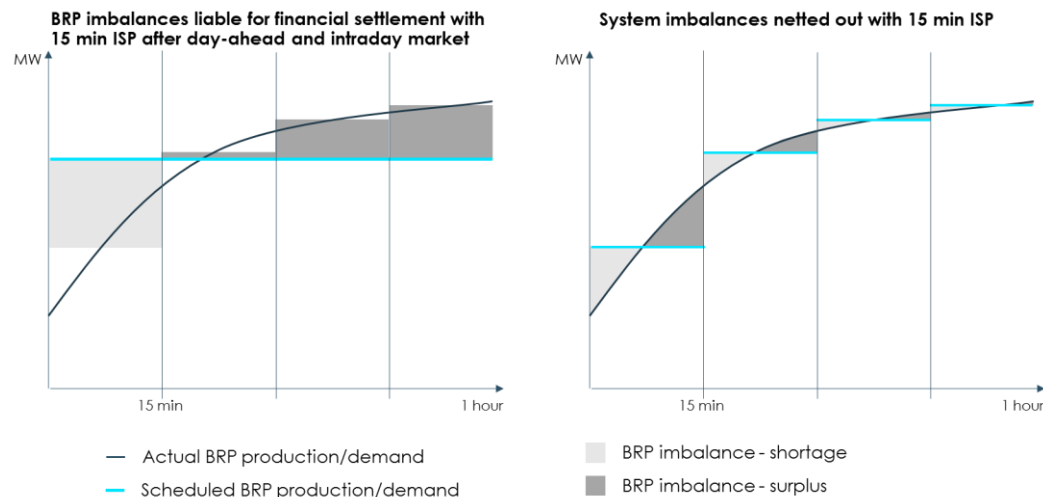 BRP imbalances liable for financial settlement with
15 min ISP after day-ahead and intraday market
MW
15 min
1 hour
System imbalances netted out with 15 min ISP
MW
15 min
1 hour
Actual BRP production/demand
Scheduled BRP production/demand
BRP imbalance - shortage
BRP imbalance - surplus